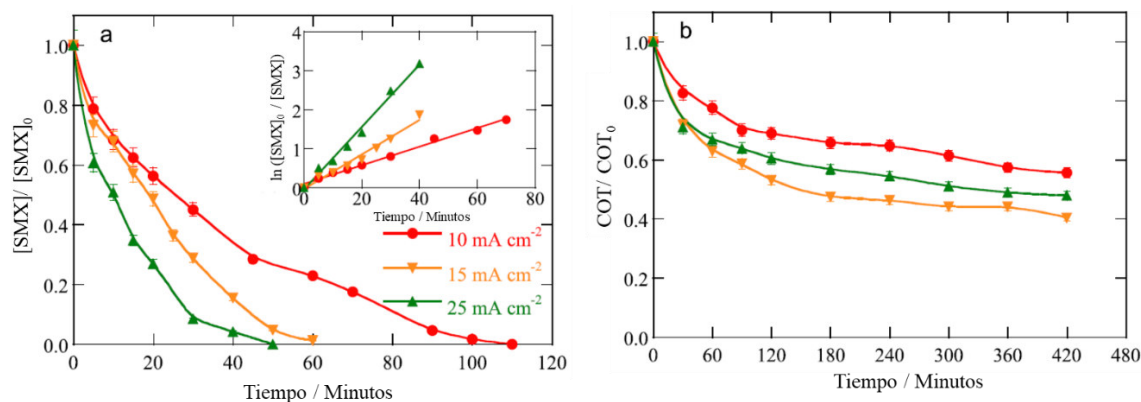 a
[SMX]/ [SMX]0
1.0
0.8
0.6
0.4
0.2
0.0
0 20 40 60 80 100 120
Tiempo / Minutos
ln ([SMX]0 / [SMX])
4
3
2
1
0
0 20 40 60 80
Tiempo / Minutos
10 mA cm-2
15 mA cm-2
25 mA cm-2
b
COT/ COT0
1.0
0.8
0.6
0.4
0.2
0.0
0 60 120 180 240 300 360 420 480
Tiempo / Minutos